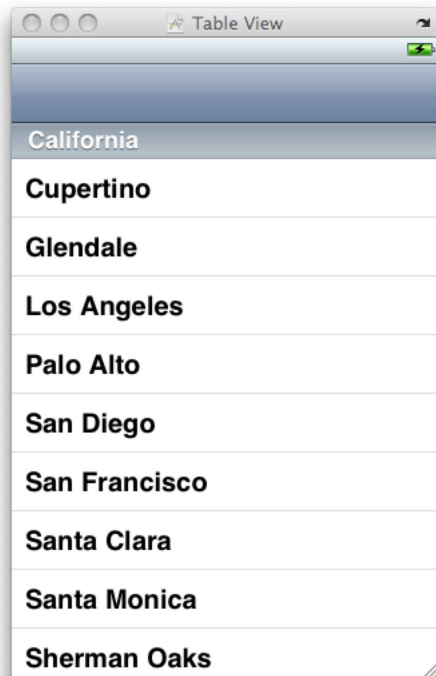 Table View
California
Cupertino
Glendale
Los Angeles
Palo Alto
San Diego
San Francisco
Santa Clara
Santa Monica
Sherman Oaks